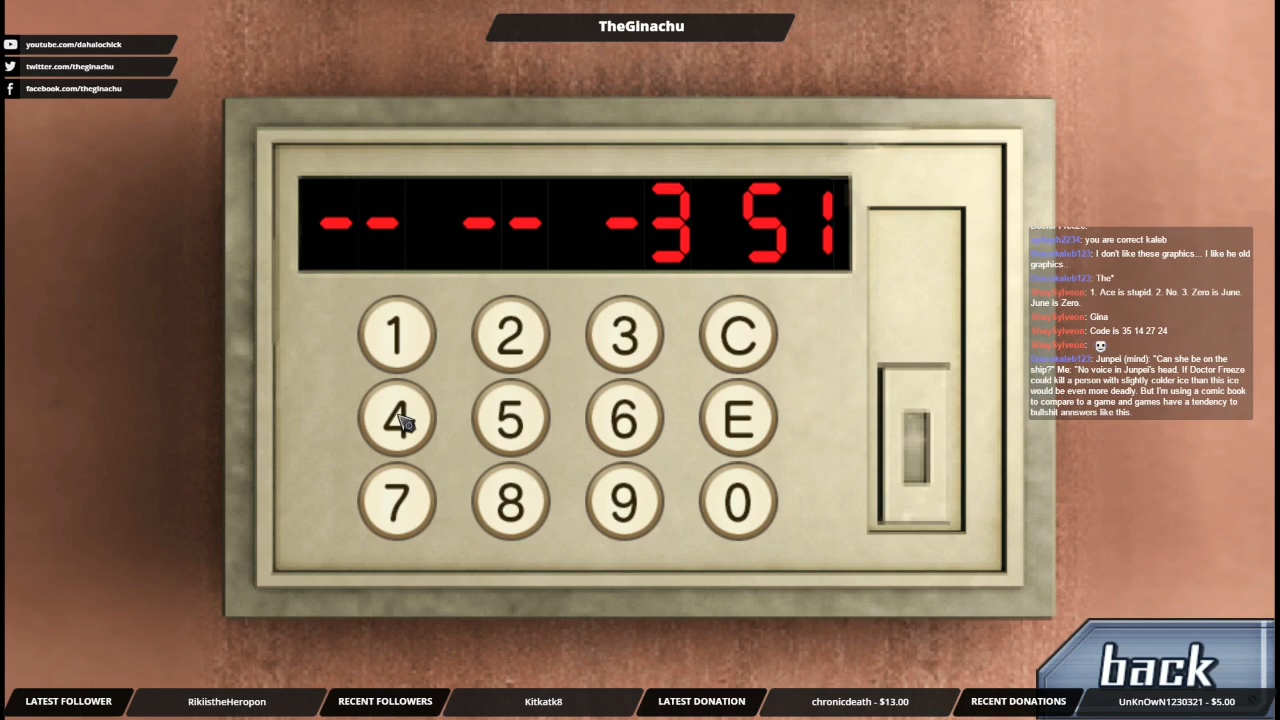 TheGinachu
youtube.com/dahalochick
twitter.com/theginachu
facebook.com/theginachu
-- -- -3 51
1 2 3 C
4 5 6 E
7 8 9 0
you are correct kaleb
I don't like these graphics... I like he old
graphics...
The*
1. Ace is stupid. 2. No. 3. Zero is June.
June is Zero.
ShaySylveon: Gina
ShaySylveon: Code is 35 14 27 24
ShaySylveon:
Junpei (mind): "Can she be on the
ship?" Me: "No voice in Junpei's head. If Doctor Freeze
could kill a person with slightly colder ice than this ice
would be even more deadly. But I'm using a comic book
to compare to a game and games have a tendency to
bullshit annswers like this.
back
LATEST FOLLOWER RikiistheHeropon RECENT FOLLOWERS Kitkatk8 LATEST DONATION chronicdeath - $13.00 RECENT DONATIONS UnKnOwN1230321 - $5.00